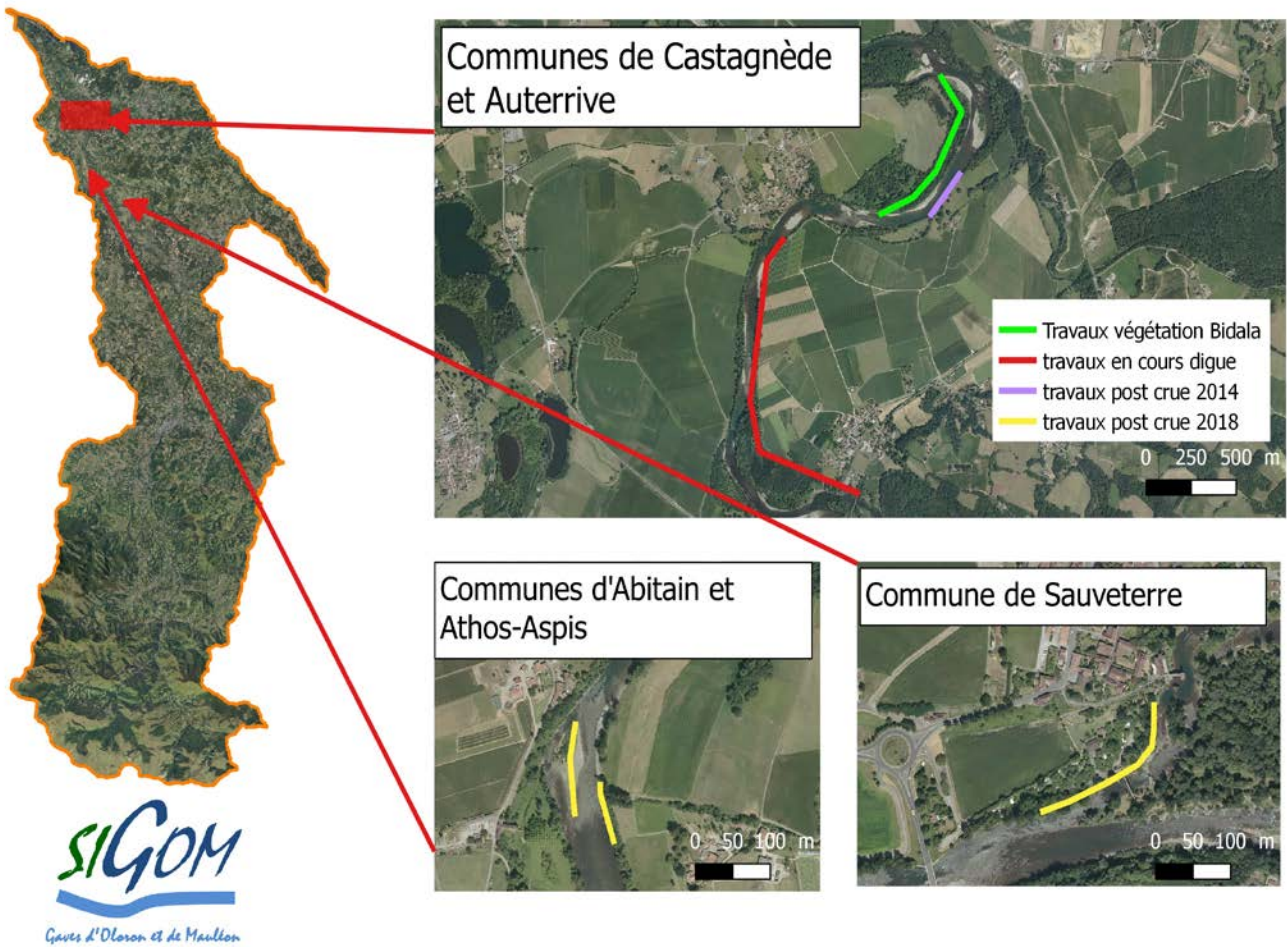 Communes de Castagnède
et Auterrive
Travaux végétation Bidala
travaux en cours digue
travaux post crue 2014
travaux post crue 2018
0 250 500 m
Communes d'Abitain et
Athos-Aspis
0 50 100 m
Commune de Sauveterre
0 50 100 m
SIGOM
Gaves d'Oloron et de Mauléon